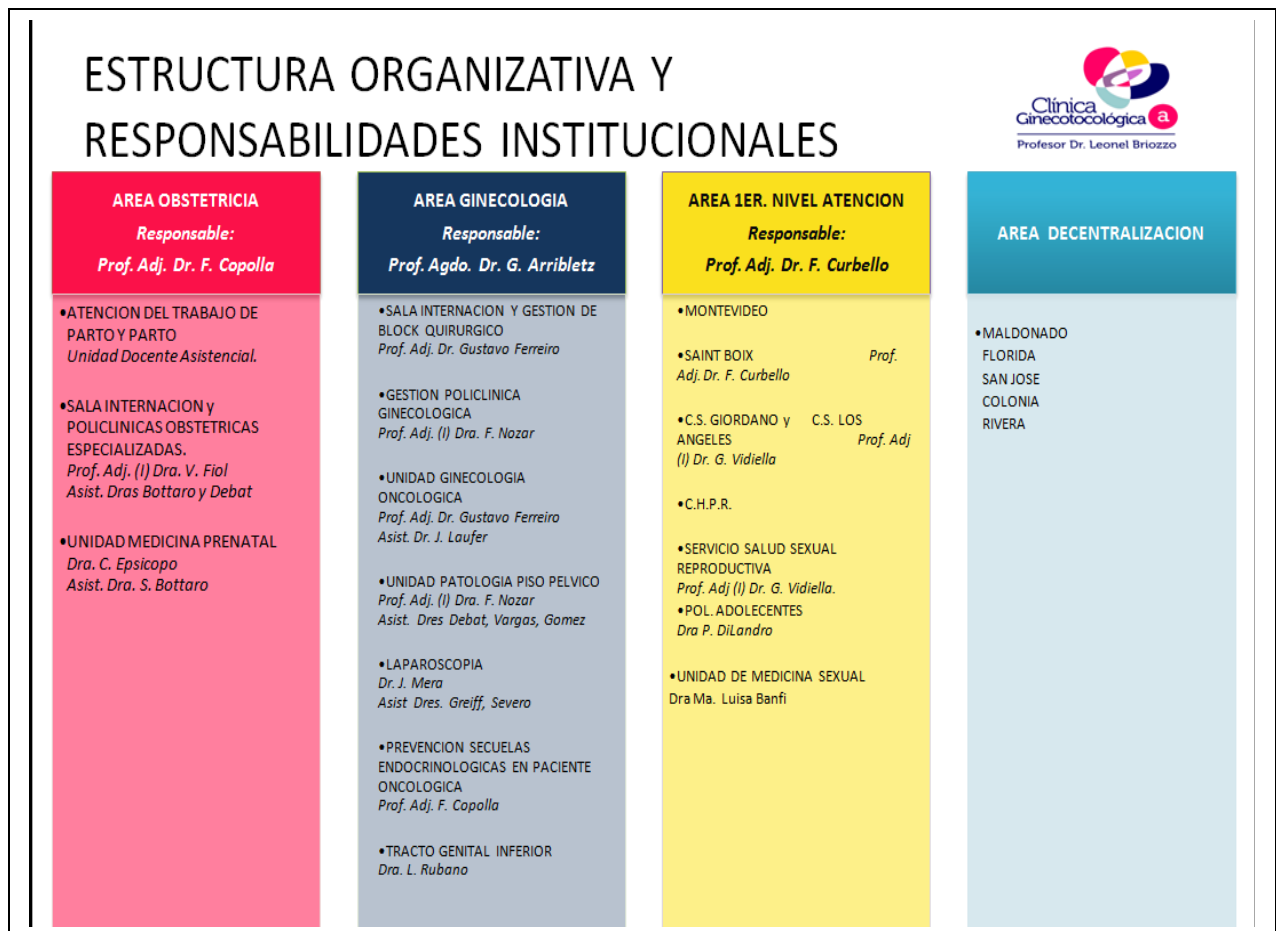 ESTRUCTURA ORGANIZATIVA Y
RESPONSABILIDADES INSTITUCIONALES
Clínica
Ginecotocológica a
Profesor Dr. Leonel Briozzo
AREA OBSTETRICIA
Responsable:
Prof. Adj. Dr. F. Copolla
•ATENCION DEL TRABAJO DE
PARTO Y PARTO
Unidad Docente Asistencial.
•SALA INTERNACION y
POLICLINICAS OBSTETRICAS
ESPECIALIZADAS.
Prof. Adj. (I) Dra. V. Fiol
Asist. Dras Bottaro y Debat
•UNIDAD MEDICINA PRENATAL
Dra. C. Epsicopo
Asist. Dra. S. Bottaro
AREA GINECOLOGIA
Responsable:
Prof. Agdo. Dr. G. Arribletz
•SALA INTERNACION Y GESTION DE
BLOCK QUIRURGICO
Prof. Adj. Dr. Gustavo Ferreiro
•GESTION POLICLINICA
GINECOLOGICA
Prof. Adj. (I) Dra. F. Nozar
•UNIDAD GINECOLOGIA
ONCOLOGICA
Prof. Adj. Dr. Gustavo Ferreiro
Asist. Dr. J. Laufer
•UNIDAD PATOLOGIA PISO PELVICO
Prof. Adj. (I) Dra. F. Nozar
Asist. Dres Debat, Vargas, Gomez
•LAPAROSCOPIA
Dr. J. Mera
Asist Dres. Greiff, Severo
•PREVENCION SECUELAS
ENDOCRINOLOGICAS EN PACIENTE
ONCOLOGICA
Prof. Adj. F. Copolla
•TRACTO GENITAL INFERIOR
Dra. L. Rubano
AREA 1ER. NIVEL ATENCION
Responsable:
Prof. Adj. Dr. F. Curbello
•MONTEVIDEO
•SAINT BOIX Prof.
Adj. Dr. F. Curbello
•C.S. GIORDANO y C.S. LOS
ANGELES Prof. Adj
(I) Dr. G. Vidiella
•C.H.P.R.
•SERVICIO SALUD SEXUAL
REPRODUCTIVA
Prof. Adj (I) Dr. G. Vidiella.
•POL. ADOLECENTES
Dra P. DiLandro
•UNIDAD DE MEDICINA SEXUAL
Dra Ma. Luisa Banfi
AREA DECENTRALIZACION
•MALDONADO
FLORIDA
SAN JOSE
COLONIA
RIVERA